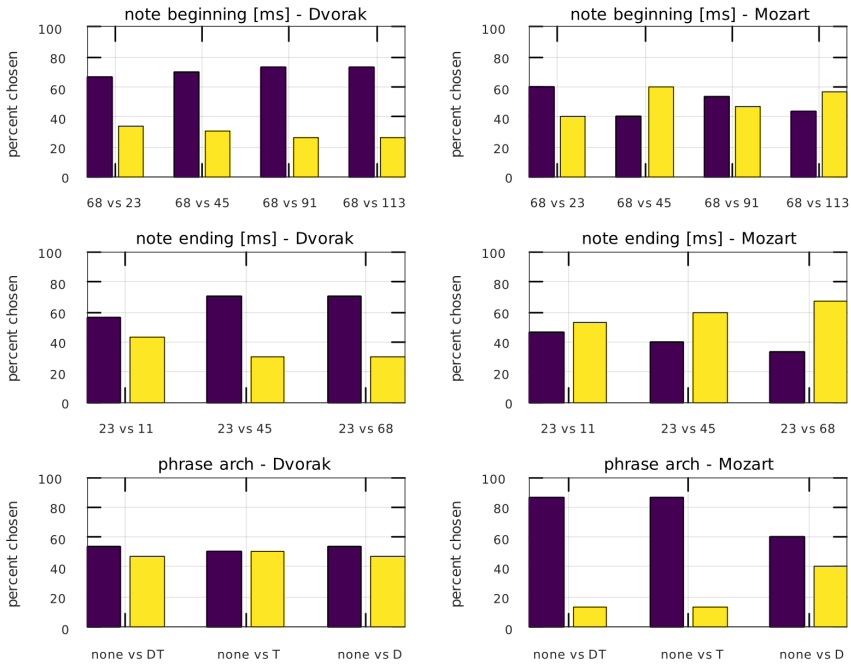 note beginning [ms] - Dvorak
percent chosen
100
80
60
40
20
0
68 vs 23
68 vs 45
68 vs 91
68 vs 113
note beginning [ms] - Mozart
percent chosen
100
80
60
40
20
0
68 vs 23
68 vs 45
68 vs 91
68 vs 113
note ending [ms] - Dvorak
percent chosen
100
80
60
40
20
0
23 vs 11
23 vs 45
23 vs 68
note ending [ms] - Mozart
percent chosen
100
80
60
40
20
0
23 vs 11
23 vs 45
23 vs 68
phrase arch - Dvorak
percent chosen
100
80
60
40
20
0
none vs DT
none vs T
none vs D
phrase arch - Mozart
percent chosen
100
80
60
40
20
0
none vs DT
none vs T
none vs D